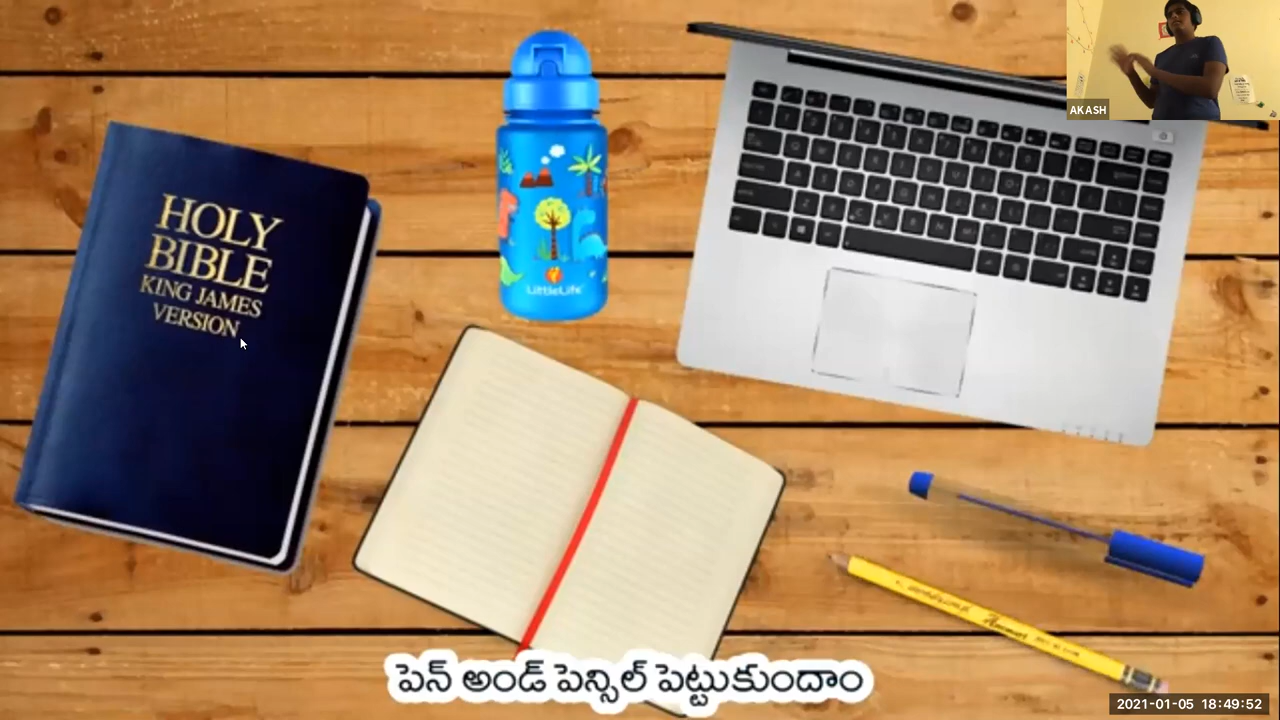 AKASH
HOLY
BIBLE
KING JAMES
VERSION
LittleLife
పెన్ అండ్ పెన్సిల్ పెట్టుకుందాం
2021-01-05 18:49:52